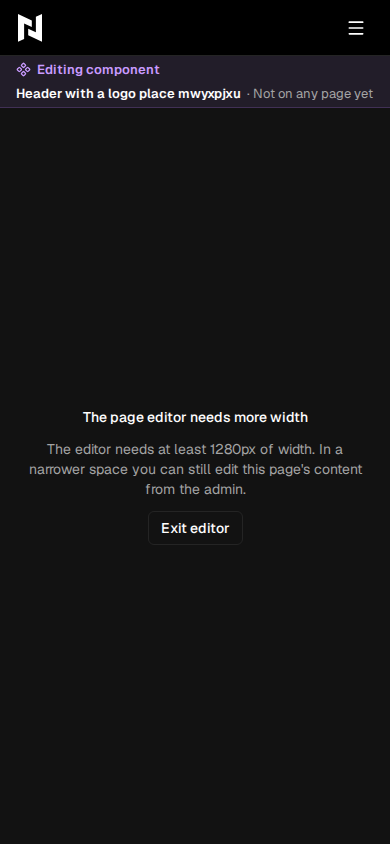 Editing component
Header with a logo place mwyxpjxu · Not on any page yet
The page editor needs more width
The editor needs at least 1280px of width. In a
narrower space you can still edit this page's content
from the admin.
Exit editor